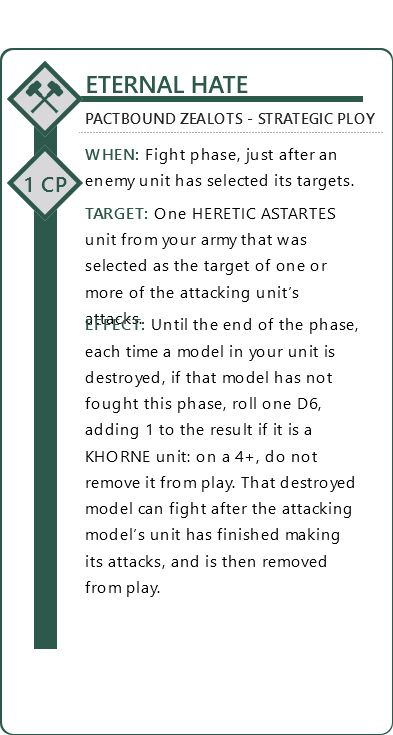 ETERNAL HATE
PACTBOUND ZEALOTS - STRATEGIC PLOY
1 CP
WHEN: Fight phase, just after an
enemy unit has selected its targets.
TARGET: One HERETIC ASTARTES
unit from your army that was
selected as the target of one or
more of the attacking unit's
attacks.
EFFECT: Until the end of the phase,
each time a model in your unit is
destroyed, if that model has not
fought this phase, roll one D6,
adding 1 to the result if it is a
KHORNE unit: on a 4+, do not
remove it from play. That destroyed
model can fight after the attacking
model's unit has finished making
its attacks, and is then removed
from play.